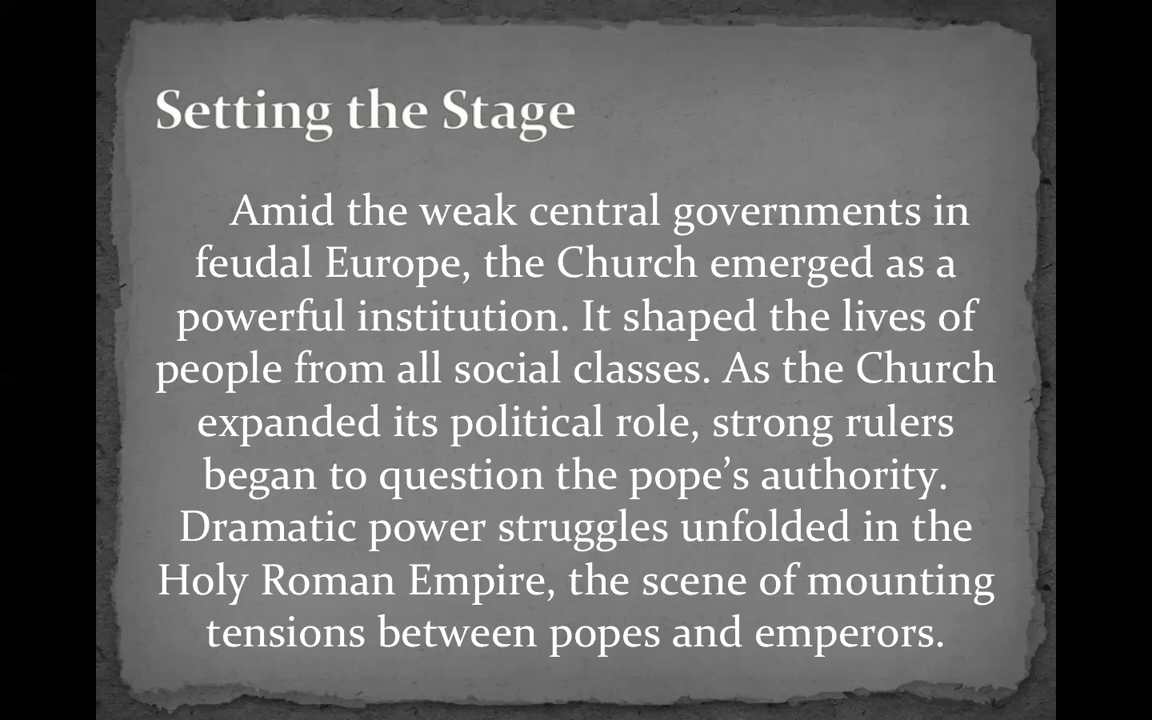 Setting the Stage
Amid the weak central governments in
feudal Europe, the Church emerged as a
powerful institution. It shaped the lives of
people from all social classes. As the Church
expanded its political role, strong rulers
began to question the pope’s authority.
Dramatic power struggles unfolded in the
Holy Roman Empire, the scene of mounting
tensions between popes and emperors.